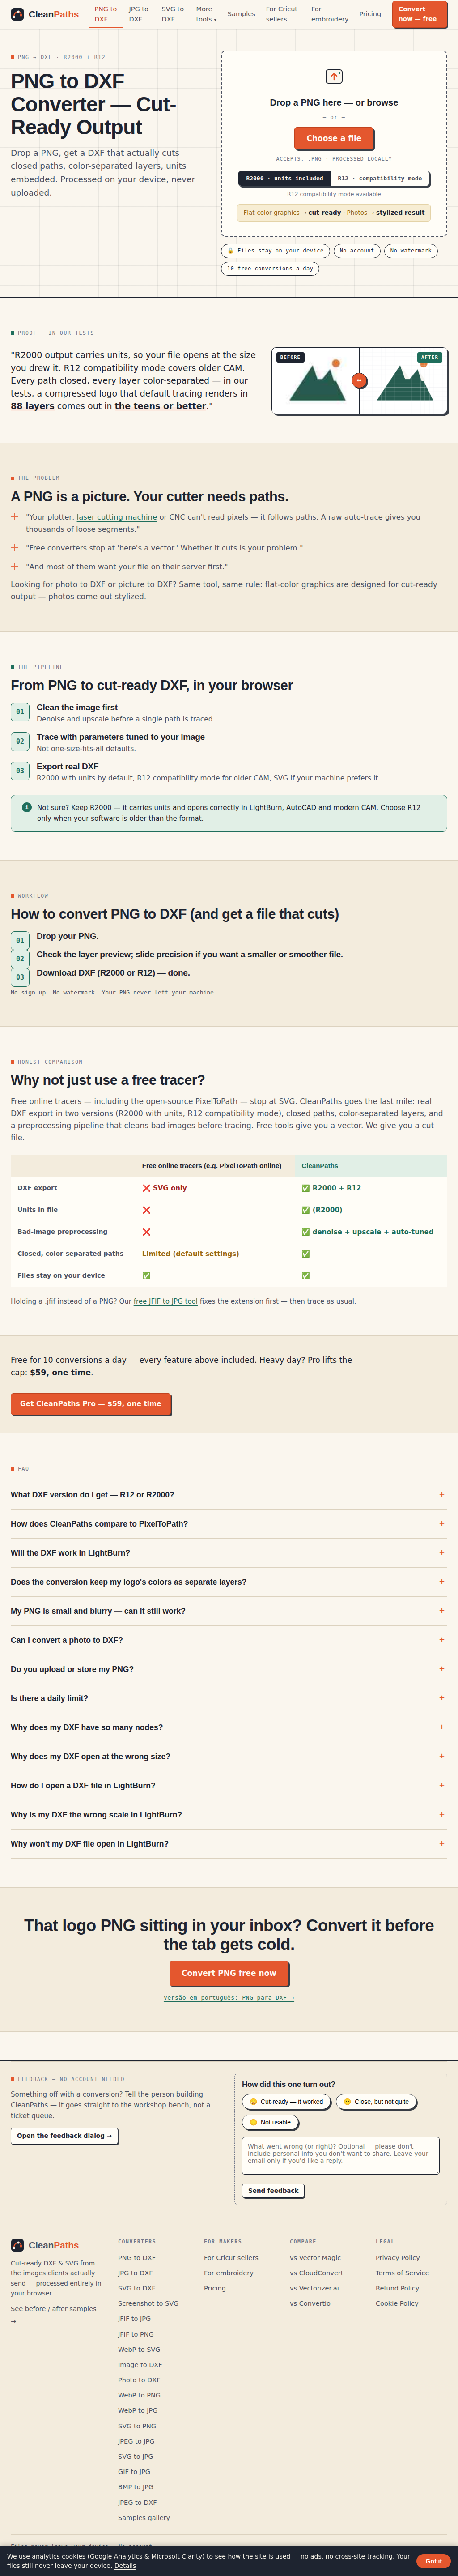 CleanPaths
PNG to DXF
JPG to DXF
SVG to DXF
More tools ▾
Samples
For Cricut sellers
For embroidery
Pricing
Convert now — free
PNG → DXF · R2000 + R12
PNG to DXF
Converter — Cut-
Ready Output
Drop a PNG, get a DXF that actually cuts —
closed paths, color-separated layers, units
embedded. Processed on your device, never
uploaded.
Drop a PNG here — or browse
— or —
Choose a file
ACCEPTS: .PNG · PROCESSED LOCALLY
R2000 · units included
R12 · compatibility mode
R12 compatibility mode available
Flat-color graphics → cut-ready · Photos → stylized result
🔒 Files stay on your device
No account
No watermark
10 free conversions a day
PROOF — IN OUR TESTS
"R2000 output carries units, so your file opens at the size
you drew it. R12 compatibility mode covers older CAM.
Every path closed, every layer color-separated — in our
tests, a compressed logo that default tracing renders in
88 layers comes out in the teens or better."
BEFORE
AFTER
THE PROBLEM
A PNG is a picture. Your cutter needs paths.
"Your plotter, laser cutting machine or CNC can't read pixels — it follows paths. A raw auto-trace gives you
thousands of loose segments."
"Free converters stop at 'here's a vector.' Whether it cuts is your problem."
"And most of them want your file on their server first."
Looking for photo to DXF or picture to DXF? Same tool, same rule: flat-color graphics are designed for cut-ready
output — photos come out stylized.
THE PIPELINE
From PNG to cut-ready DXF, in your browser
01
Clean the image first
Denoise and upscale before a single path is traced.
02
Trace with parameters tuned to your image
Not one-size-fits-all defaults.
03
Export real DXF
R2000 with units by default, R12 compatibility mode for older CAM, SVG if your machine prefers it.
i
Not sure? Keep R2000 — it carries units and opens correctly in LightBurn, AutoCAD and modern CAM. Choose R12
only when your software is older than the format.
WORKFLOW
How to convert PNG to DXF (and get a file that cuts)
01
Drop your PNG.
02
Check the layer preview; slide precision if you want a smaller or smoother file.
03
Download DXF (R2000 or R12) — done.
No sign-up. No watermark. Your PNG never left your machine.
HONEST COMPARISON
Why not just use a free tracer?
Free online tracers — including the open-source PixelToPath — stop at SVG. CleanPaths goes the last mile: real
DXF export in two versions (R2000 with units, R12 compatibility mode), closed paths, color-separated layers, and
a preprocessing pipeline that cleans bad images before tracing. Free tools give you a vector. We give you a cut
file.
Free online tracers (e.g. PixelToPath online)
CleanPaths
DXF export
❌ SVG only
✅ R2000 + R12
Units in file
❌
✅ (R2000)
Bad-image preprocessing
❌
✅ denoise + upscale + auto-tuned
Closed, color-separated paths
Limited (default settings)
✅
Files stay on your device
✅
✅
Holding a .jfif instead of a PNG? Our free JFIF to JPG tool fixes the extension first — then trace as usual.
Free for 10 conversions a day — every feature above included. Heavy day? Pro lifts the
cap: $59, one time.
Get CleanPaths Pro — $59, one time
FAQ
What DXF version do I get — R12 or R2000? +
How does CleanPaths compare to PixelToPath? +
Will the DXF work in LightBurn? +
Does the conversion keep my logo's colors as separate layers? +
My PNG is small and blurry — can it still work? +
Can I convert a photo to DXF? +
Do you upload or store my PNG? +
Is there a daily limit? +
Why does my DXF have so many nodes? +
Why does my DXF open at the wrong size? +
How do I open a DXF file in LightBurn? +
Why is my DXF the wrong scale in LightBurn? +
Why won't my DXF file open in LightBurn? +
That logo PNG sitting in your inbox? Convert it before
the tab gets cold.
Convert PNG free now
Versão em português: PNG para DXF →
FEEDBACK — NO ACCOUNT NEEDED
Something off with a conversion? Tell the person building
CleanPaths — it goes straight to the workshop bench, not a
ticket queue.
Open the feedback dialog →
How did this one turn out?
Cut-ready — it worked
Close, but not quite
Not usable
What went wrong (or right)? Optional — please don't
include personal info you don't want to share. Leave your
email only if you'd like a reply.
Send feedback
CleanPaths
Cut-ready DXF & SVG from
the images clients actually
send — processed entirely in
your browser.
See before / after samples
→
CONVERTERS
PNG to DXF
JPG to DXF
SVG to DXF
Screenshot to SVG
JFIF to JPG
JFIF to PNG
WebP to SVG
Image to DXF
Photo to DXF
WebP to PNG
WebP to JPG
SVG to PNG
JPEG to JPG
SVG to JPG
GIF to JPG
BMP to JPG
JPEG to DXF
Samples gallery
FOR MAKERS
For Cricut sellers
For embroidery
Pricing
COMPARE
vs Vector Magic
vs CloudConvert
vs Vectorizer.ai
vs Convertio
LEGAL
Privacy Policy
Terms of Service
Refund Policy
Cookie Policy
We use analytics cookies (Google Analytics & Microsoft Clarity) to see how the site is used — no ads, no cross-site tracking. Your
files still never leave your device. Details
Got it